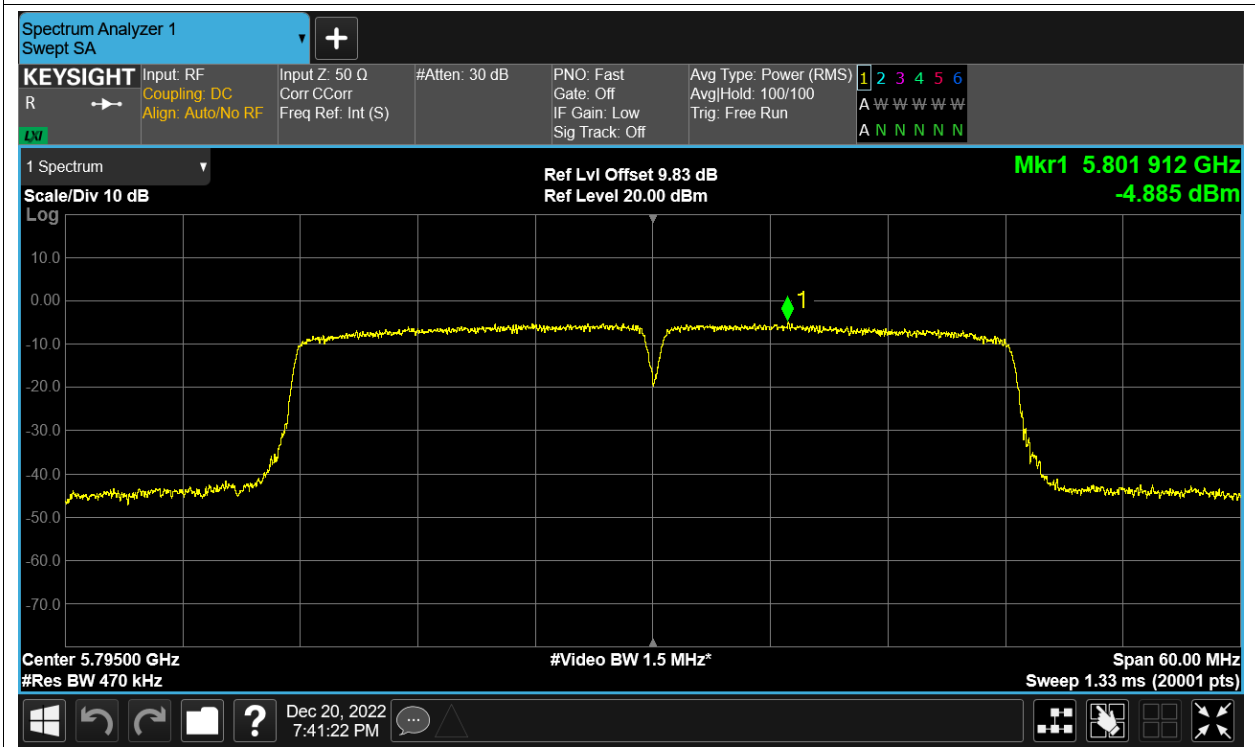 Spectrum Analyzer 1
Swept SA
KEYSIGHT
R
LXI
Input: RF
Coupling: DC
Align: Auto/No RF
Input Z: 50 Ω
Corr CCorr
Freq Ref: Int (S)
#Atten: 30 dB
PNO: Fast
Gate: Off
IF Gain: Low
Sig Track: Off
Avg Type: Power (RMS)
Avg|Hold: 100/100
Trig: Free Run
1 2 3 4 5 6
A W W W W W
A N N N N N
1 Spectrum
Scale/Div 10 dB
Log
Ref Lvl Offset 9.83 dB
Ref Level 20.00 dBm
Mkr1 5.801 912 GHz
-4.885 dBm
10.0
0.00
-10.0
-20.0
-30.0
-40.0
-50.0
-60.0
-70.0
1
Center 5.79500 GHz
#Res BW 470 kHz
#Video BW 1.5 MHz*
Span 60.00 MHz
Sweep 1.33 ms (20001 pts)
?
Dec 20, 2022
7:41:22 PM